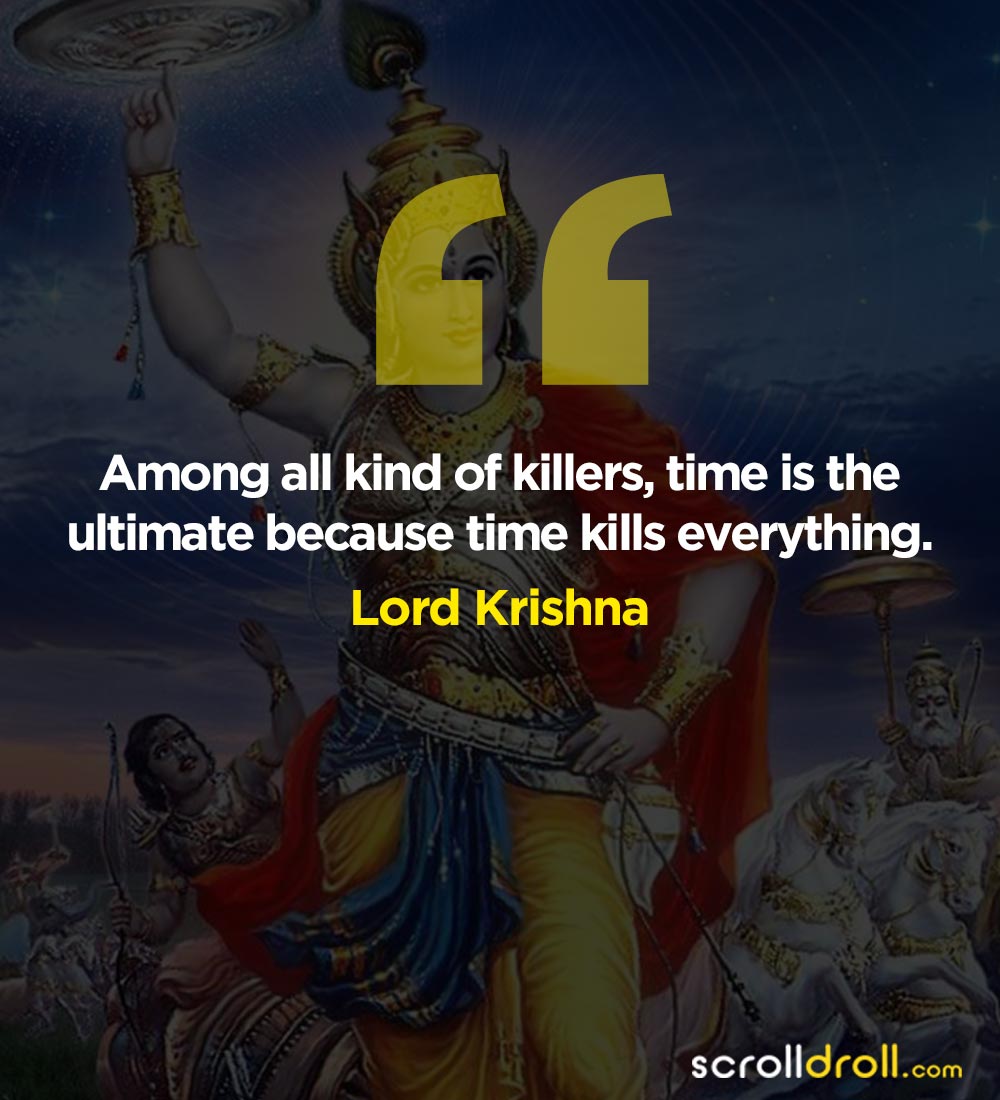 Among all kind of killers, time is the
ultimate because time kills everything.
Lord Krishna
scrolldroll.com